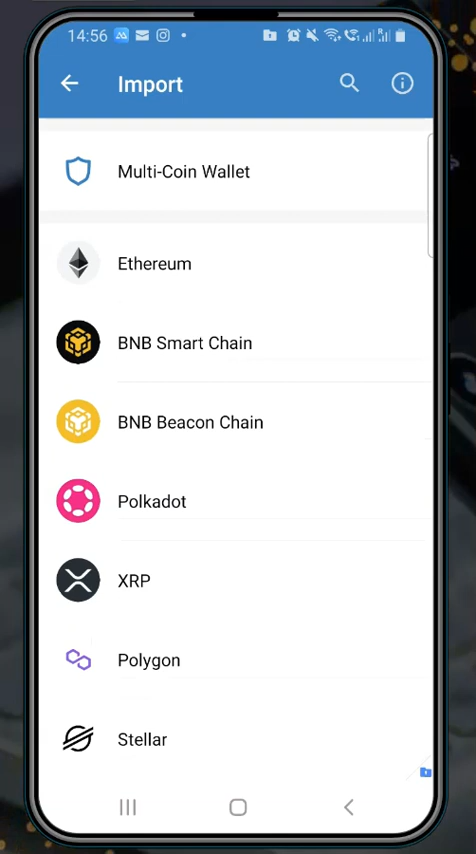 14:56
Import
Multi-Coin Wallet
Ethereum
BNB Smart Chain
BNB Beacon Chain
Polkadot
XRP
Polygon
Stellar